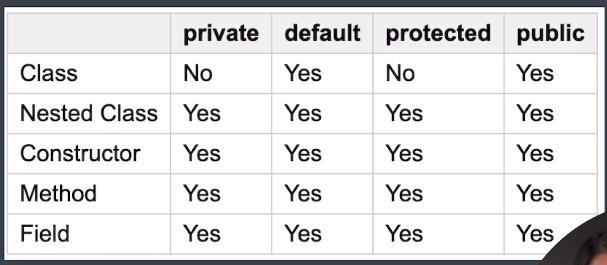 private default protected public
Class No Yes No Yes
Nested Class Yes Yes Yes Yes
Constructor Yes Yes Yes Yes
Method Yes Yes Yes Yes
Field Yes Yes Yes Yes